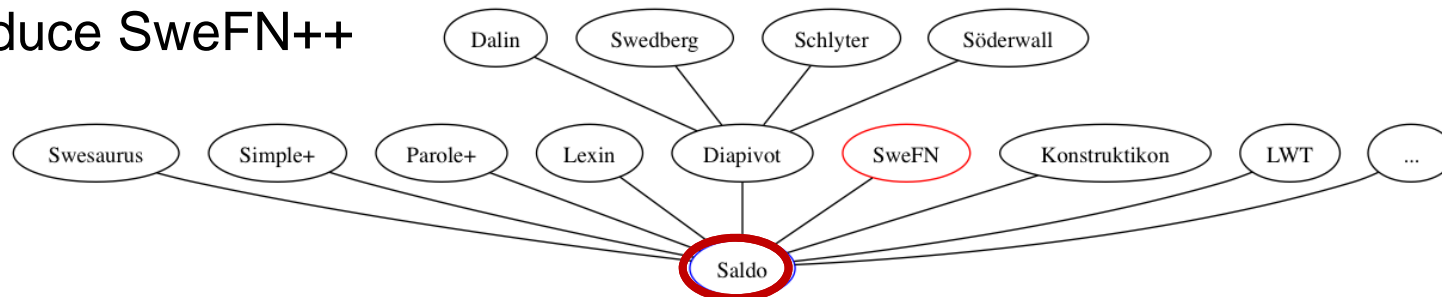 duce SweFN++
Dalin Swedberg Schlyter Söderwall
Swesaurus Simple+ Parole+ Lexin Diapivot SweFN Konstruktikon LWT ...
Saldo